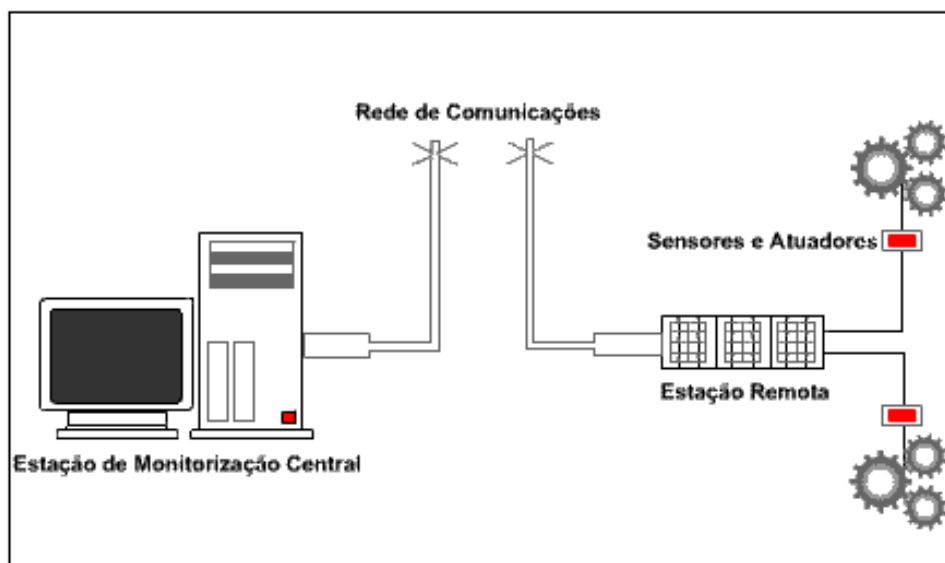 Rede de Comunicações
Sensores e Atuadores
Estação Remota
Estação de Monitorização Central